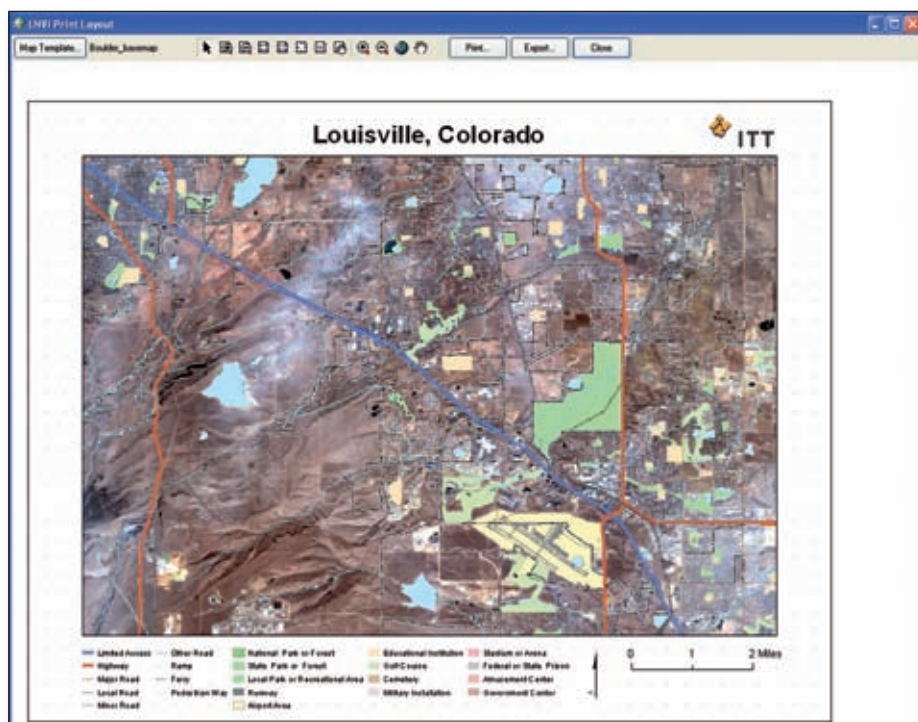 ENVI Print Layout
Map Template... Boulder_basemap Print... Export... Close
Louisville, Colorado
ITT
Limited Access Other Road National Park or Forest Educational Institution Stadium or Arena
Highway Ramp State Park or Forest Golf Course Federal or State Prison
Major Road Ferry Local Park or Recreational Area Cemetery Amusement Center
Local Road Pedestrian Way Runway Military Installation Government Center
Minor Road Airport Area
0 1 2 Miles